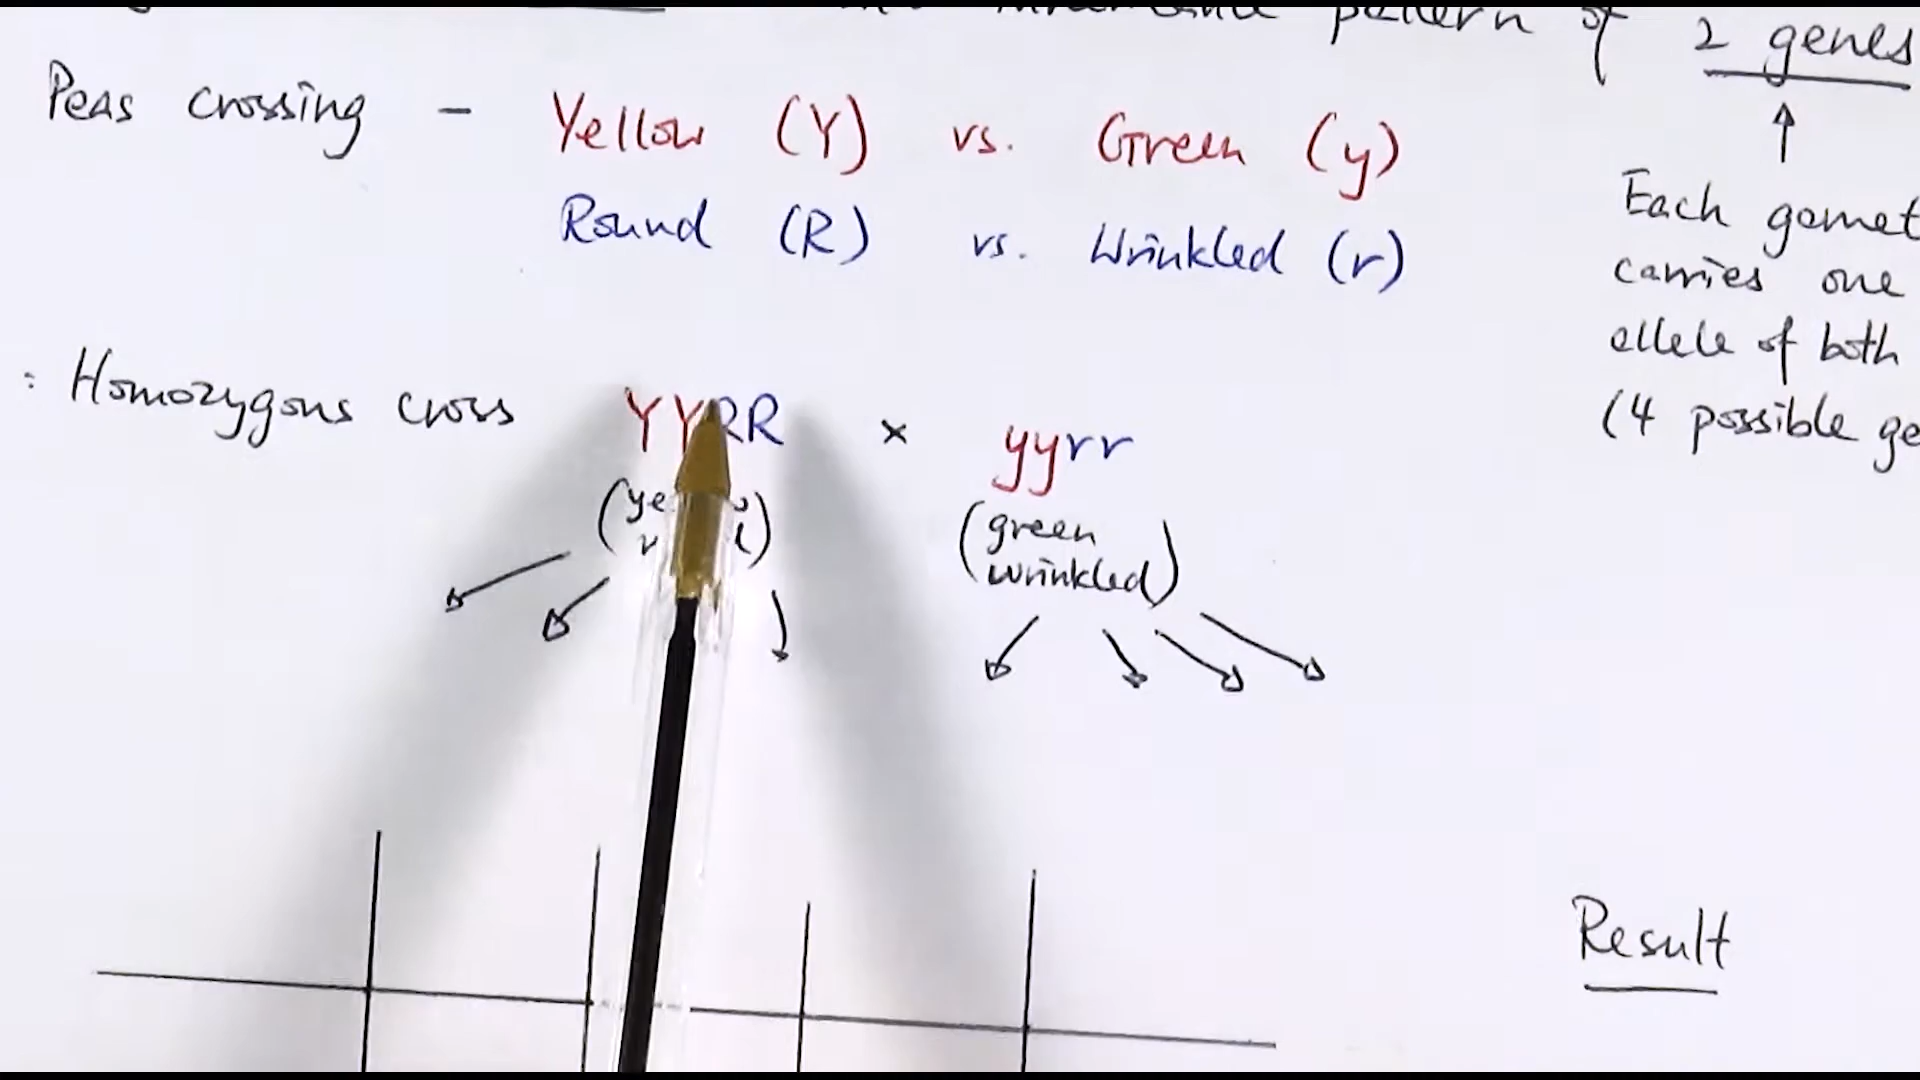 pattern of 2 genes
Peas crossing - Yellow (Y) vs. Green (y)
Round (R) vs. Wrinkled (r)
Each gamet
carries one
allele of both
(4 possible ge
: Homozygous cross YYRR × yyrr
(green
wrinkled)
Result